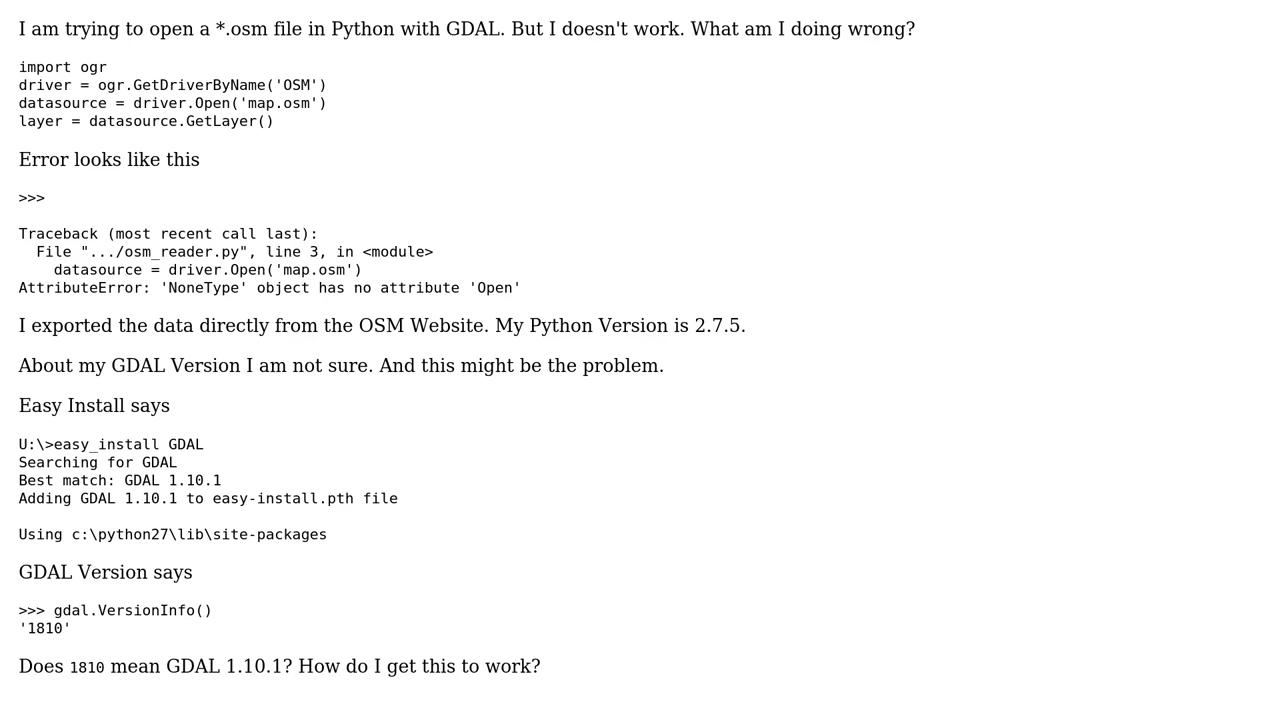 I am trying to open a *.osm file in Python with GDAL. But I doesn't work. What am I doing wrong?
import ogr
driver = ogr.GetDriverByName('OSM')
datasource = driver.Open('map.osm')
layer = datasource.GetLayer()
Error looks like this
>>>
Traceback (most recent call last):
  File ".../osm_reader.py", line 3, in <module>
    datasource = driver.Open('map.osm')
AttributeError: 'NoneType' object has no attribute 'Open'
I exported the data directly from the OSM Website. My Python Version is 2.7.5.
About my GDAL Version I am not sure. And this might be the problem.
Easy Install says
U:\>easy_install GDAL
Searching for GDAL
Best match: GDAL 1.10.1
Adding GDAL 1.10.1 to easy-install.pth file
Using c:\python27\lib\site-packages
GDAL Version says
>>> gdal.VersionInfo()
'1810'
Does 1810 mean GDAL 1.10.1? How do I get this to work?